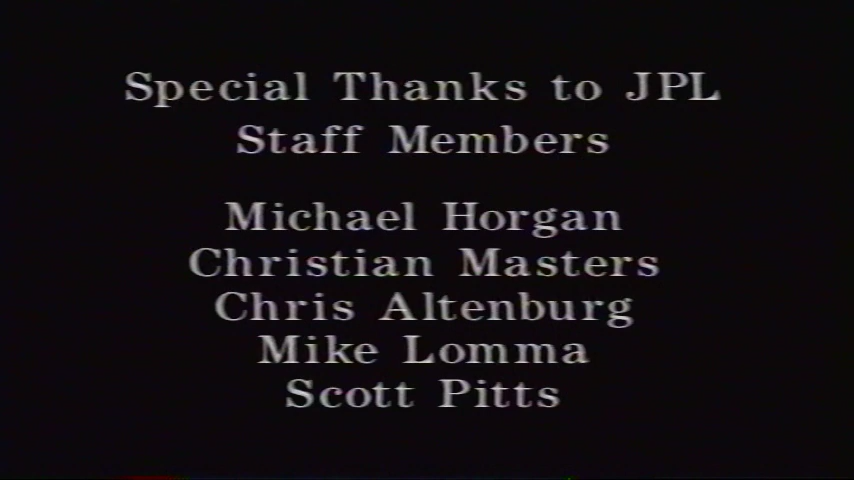 Special Thanks to JPL
Staff Members
Michael Horgan
Christian Masters
Chris Altenburg
Mike Lomma
Scott Pitts